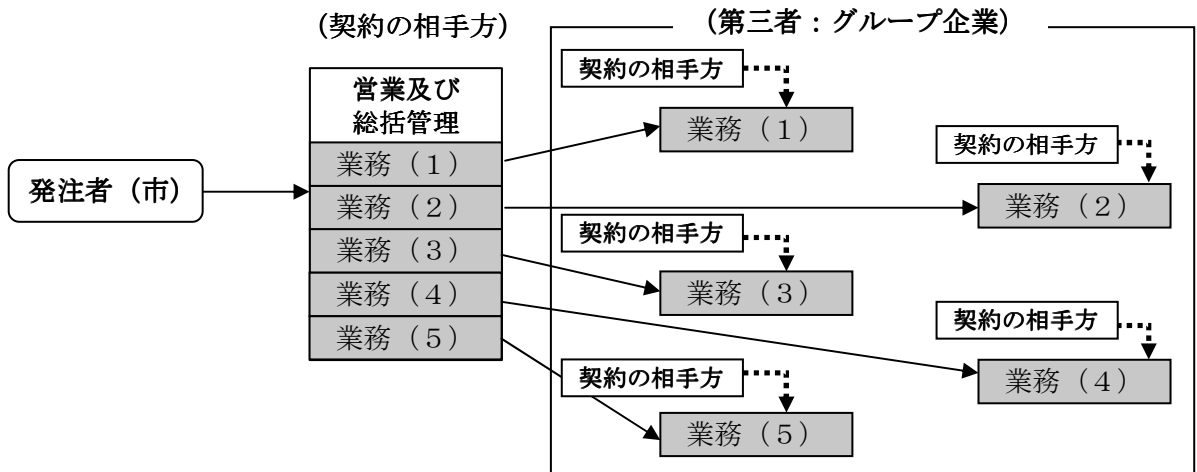 （契約の相手方）
（第三者：グループ企業）
営業及び
総括管理
業務（１）
業務（２）
業務（３）
業務（４）
業務（５）
発注者（市）
契約の相手方
業務（１）
契約の相手方
業務（２）
契約の相手方
業務（３）
契約の相手方
業務（４）
契約の相手方
業務（５）